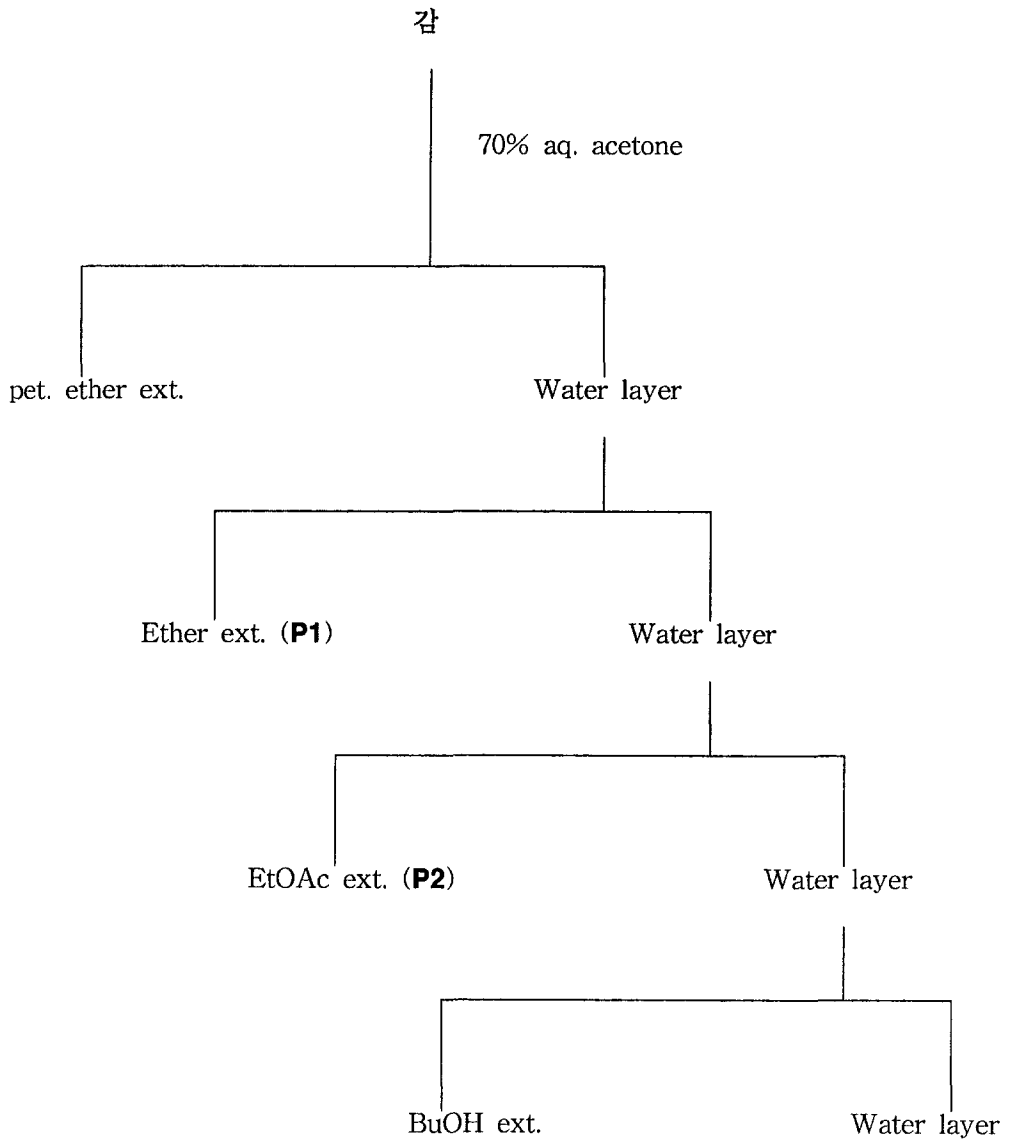 감
70% aq. acetone
pet. ether ext.
Water layer
Ether ext. (P1)
Water layer
EtOAc ext. (P2)
Water layer
BuOH ext.
Water layer